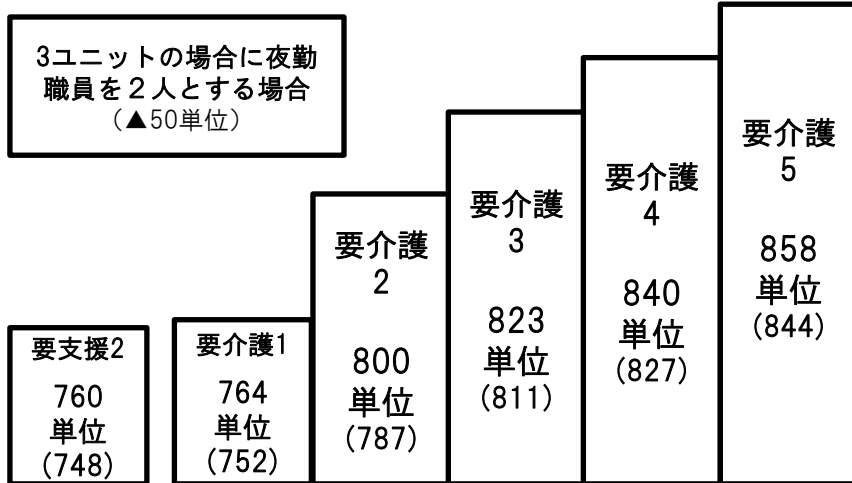 3ユニットの場合に夜勤
職員を２人とする場合
（▲50単位）
要支援2
760
単位
(748)
要介護1
764
単位
(752)
要介護
2
800
単位
(787)
要介護
3
823
単位
(811)
要介護
4
840
単位
(827)
要介護
5
858
単位
(844)